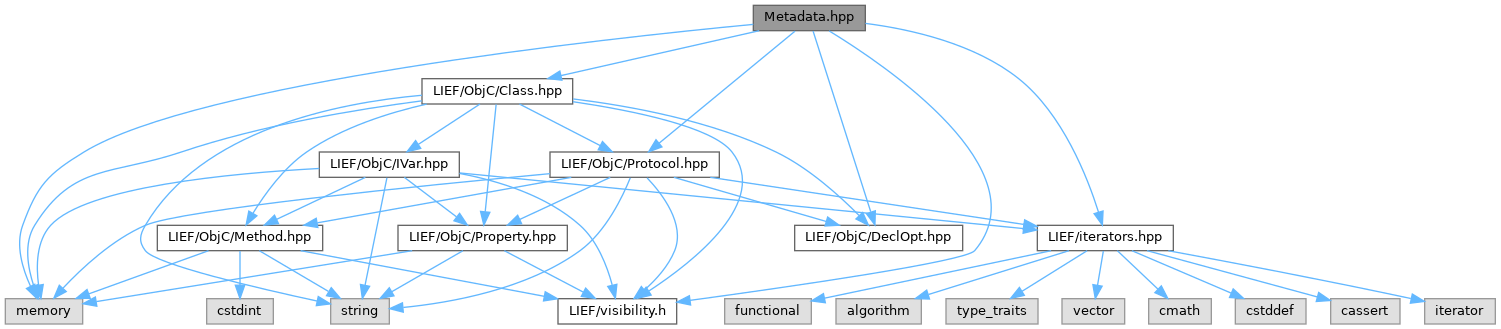 Metadata.hpp
LIEF/ObjC/Class.hpp
LIEF/ObjC/IVar.hpp
LIEF/ObjC/Protocol.hpp
LIEF/ObjC/Method.hpp
LIEF/ObjC/Property.hpp
LIEF/ObjC/DeclOpt.hpp
LIEF/iterators.hpp
memory
cstdint
string
LIEF/visibility.h
functional
algorithm
type_traits
vector
cmath
cstddef
cassert
iterator